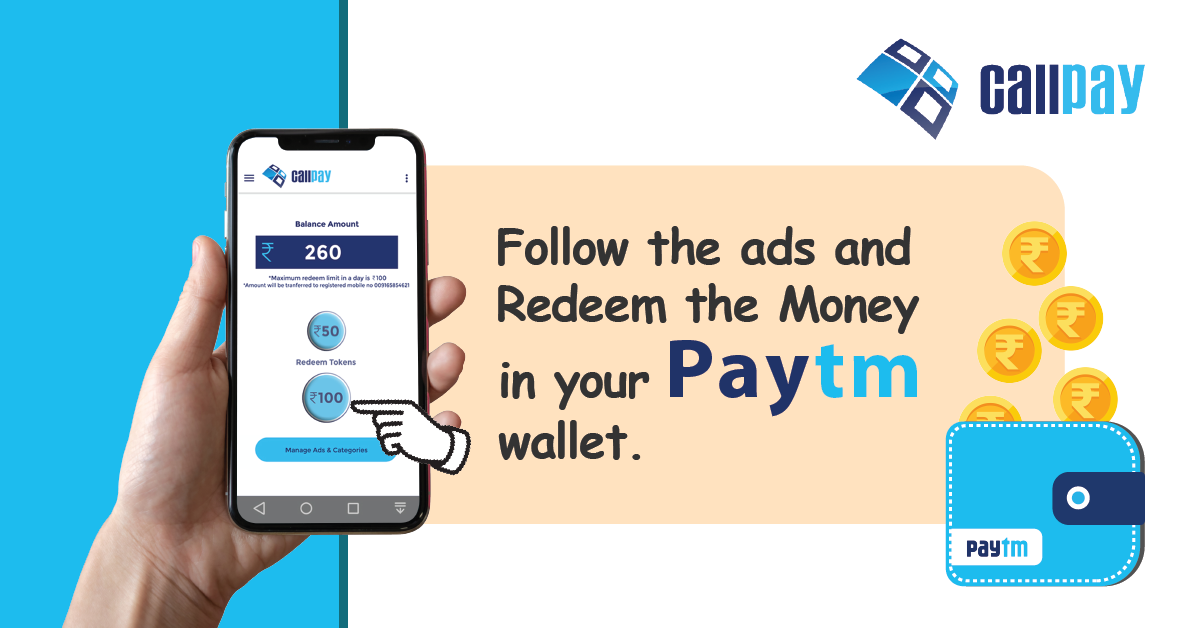 callpay
callpay
Balance Amount
₹ 260
*Maximum redeem limit in a day is ₹100
*Amount will be tranferred to registered mobile no 009165854621
₹50
Redeem Tokens
₹100
Manage Ads & Categories
Follow the ads and
Redeem the Money
in your Paytm
wallet.
₹
₹
₹
₹
₹
paytm